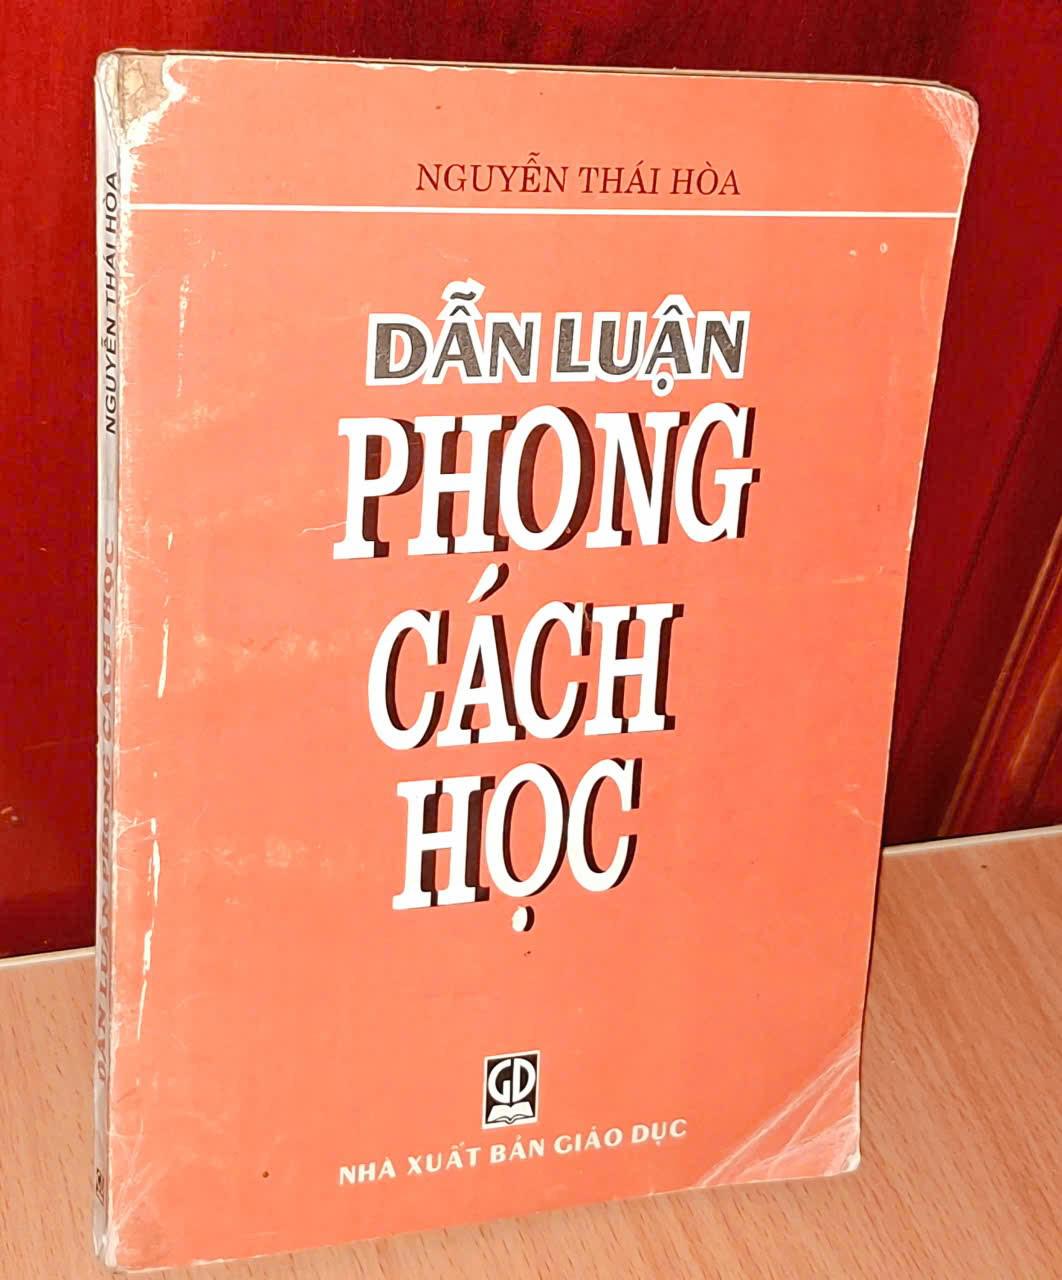 NGUYỄN THÁI HÒA
DẪN LUẬN
PHONG
CÁCH
HỌC
GD
NHÀ XUẤT BẢN GIÁO DỤC
NGUYỄN THÁI HÒA
DẪN LUẬN PHONG CÁCH HỌC